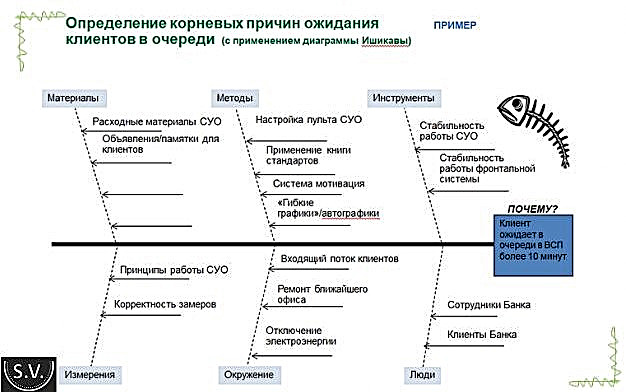 Определение корневых причин ожидания
клиентов в очереди (с применением диаграммы Ишикавы)
ПРИМЕР
Материалы
Методы
Инструменты
Расходные материалы СУО
Объявления/памятки для
клиентов
Настройка пульта СУО
Применение книги
стандартов
Система мотивация
«Гибкие
графики»/автографики
Стабильность
работы СУО
Стабильность
работы фронтальной
системы
ПОЧЕМУ?
Клиент
ожидает в
очереди в ВСП
более 10 минут
Принципы работы СУО
Корректность замеров
Входящий поток клиентов
Ремонт ближайшего
офиса
Отключение
электроэнергии
Сотрудники Банка
Клиенты Банка
Измерения
Окружение
Люди
S.V.